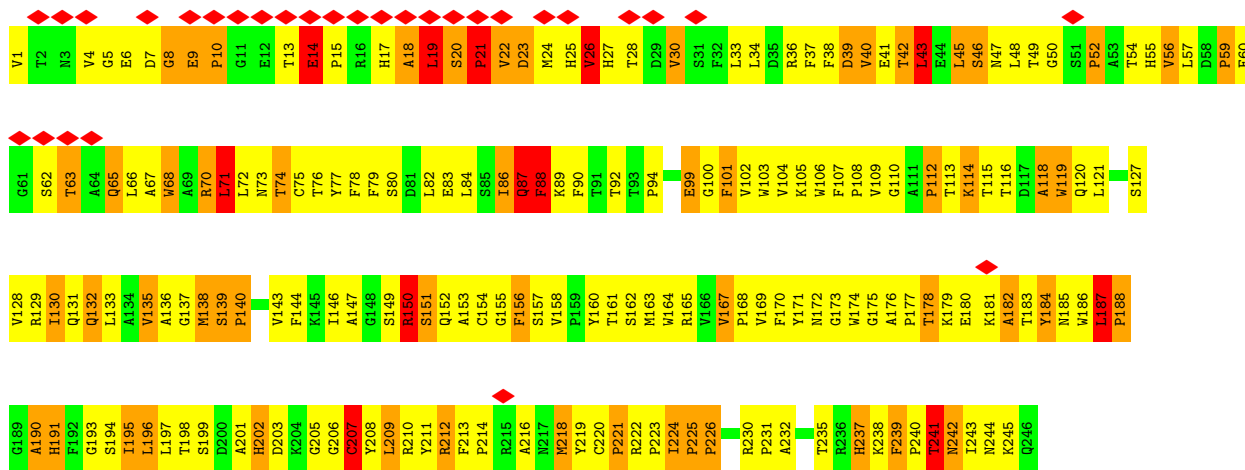 V1 T2 N3 V4 G5 E6 D7 G8 E9 P10 G11 E12 T13 E14 P15 R16 H17 A18 L19 S20 P21 V22 D23 M24 H25 V26 H27 T28 D29 V30 S31 F32 L33 L34 D35 R36 F37 F38 D39 V40 E41 T42 L43 E44 L45 S46 N47 L48 T49 G50 S51 P52 A53 T54 H55 V56 L57 D58 P59 F60
G61 S62 T63 A64 Q65 L66 A67 W68 A69 R70 L71 L72 N73 T74 C75 T76 Y77 F78 F79 S80 D81 L82 E83 L84 S85 I86 Q87 F88 K89 F90 T91 T92 T93 P94 E99 G100 F101 V102 W103 V104 K105 W106 F107 P108 V109 G110 A111 P112 T113 K114 T115 T116 D117 A118 W119 Q120 L121 S127
V128 R129 I130 Q131 Q132 L133 A134 V135 A136 G137 M138 S139 P140 V143 F144 K145 I146 A147 G148 S149 R150 S151 Q152 A153 C154 G155 F156 S157 V158 P159 Y160 T161 S162 M163 W164 R165 V166 V167 P168 V169 F170 Y171 N172 G173 W174 G175 A176 P177 T178 K179 E180 K181 A182 T183 Y184 N185 W186 L187 P188
G189 A190 H191 F192 G193 S194 I195 L196 L197 T198 S199 D200 A201 H202 D203 K204 G205 G206 C207 Y208 L209 R210 Y211 R212 F213 P214 R215 A216 N217 M218 Y219 C220 P221 R222 P223 I224 P225 P226 R230 P231 A232 T235 R236 H237 K238 F239 P240 T241 N242 I243 N244 K245 Q246